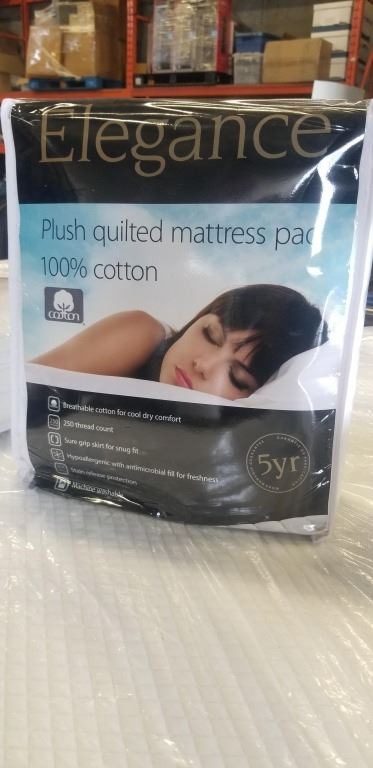 Elegance
Plush quilted mattress pad
100% cotton
cotton
Breathable cotton for cool dry comfort
250 thread count
Sure grip skirt for snug fit
Hypoallergenic with antimicrobial fill for freshness
Stain release protection
Machine washable
5yr